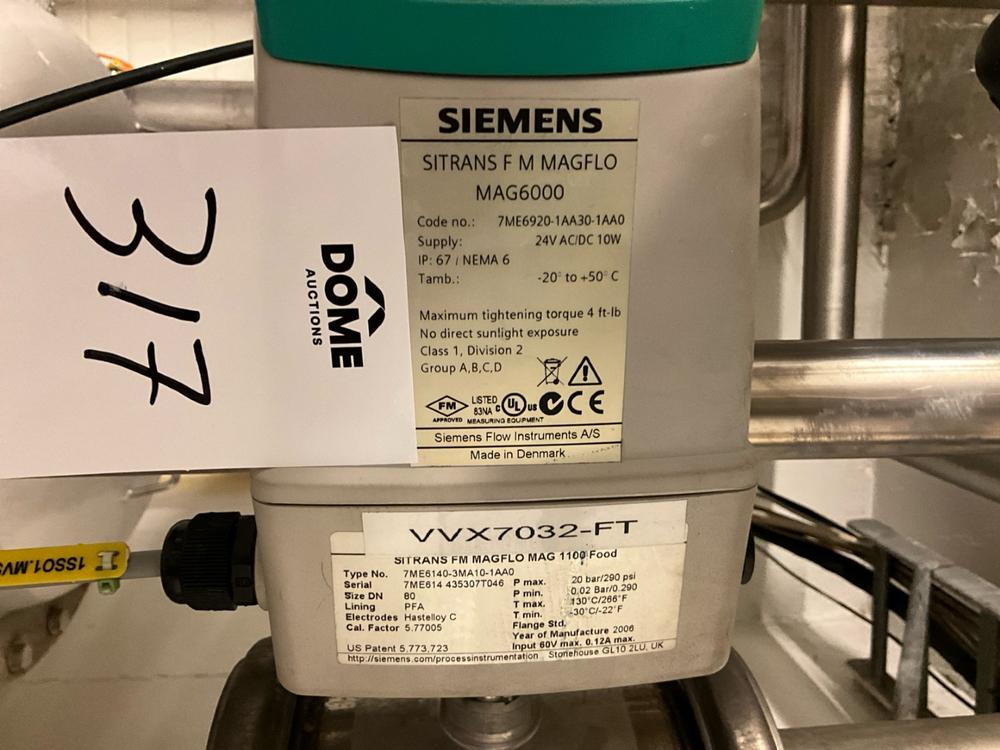 SIEMENS
SITRANS F M MAGFLO
MAG6000
Code no.: 7ME6920-1AA30-1AA0
Supply: 24V AC/DC 10W
IP: 67 / NEMA 6
Tamb.: -20° to +50° C
Maximum tightening torque 4 ft-lb
No direct sunlight exposure
Class 1, Division 2
Group A,B,C,D
FM
APPROVED
LISTED
83NA
C UL US
CE
MEASURING EQUIPMENT
Siemens Flow Instruments A/S
Made in Denmark
317
DOME
AUCTIONS
1SS01.MV
VVX7032-FT
SITRANS FM MAGFLO MAG 1100 Food
Type No. 7ME6140-3MA10-1AA0
Serial 7ME614 435307T046
Size DN 80
Lining PFA
Electrodes Hastelloy C
Cal. Factor 5.77005
US Patent 5,773,723
P max. 20 bar/290 psi
P min. 0.02 Bar/0.290
T max. 130°C/266°F
T min. -30°C/-22°F
Flange Std.
Year of Manufacture 2006
Input 60V max. 0.12A max.
http://siemens.com/processinstrumentation Stonehouse GL10 2LU, UK